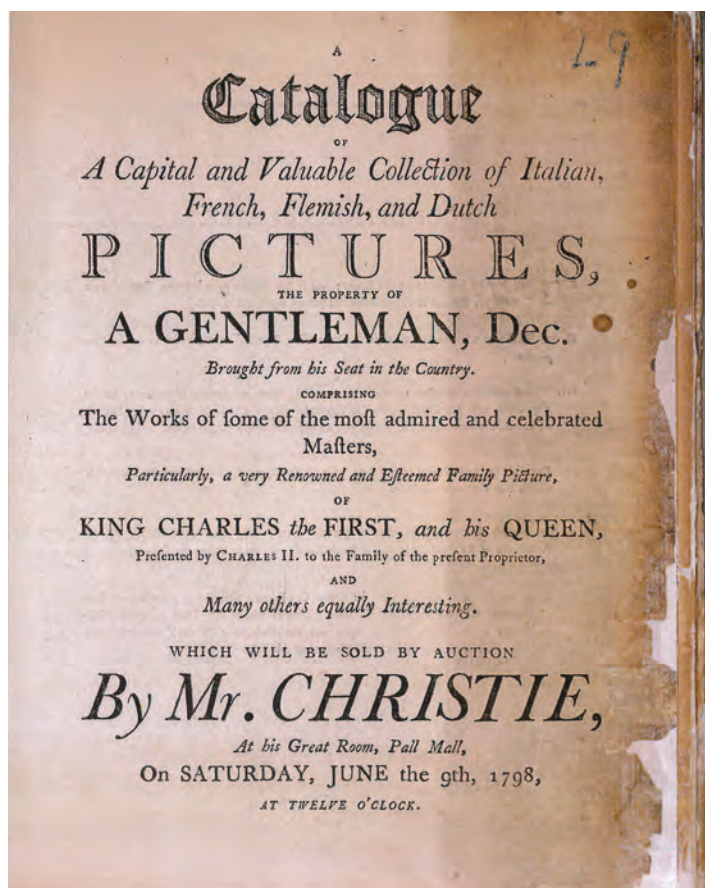 29
A
Catalogue
OF
A Capital and Valuable Collection of Italian,
French, Flemish, and Dutch
PICTURES,
THE PROPERTY OF
A GENTLEMAN, Dec.
Brought from his Seat in the Country.
COMPRISING
The Works of ſome of the moſt admired and celebrated
Maſters,
Particularly, a very Renowned and Eſteemed Family Picture,
OF
KING CHARLES the FIRST, and his QUEEN,
Preſented by CHARLES II. to the Family of the preſent Proprietor,
AND
Many others equally Intereſting.
WHICH WILL BE SOLD BY AUCTION
By Mr. CHRISTIE,
At his Great Room, Pall Mall,
On SATURDAY, JUNE the 9th, 1798,
AT TWELVE O'CLOCK.